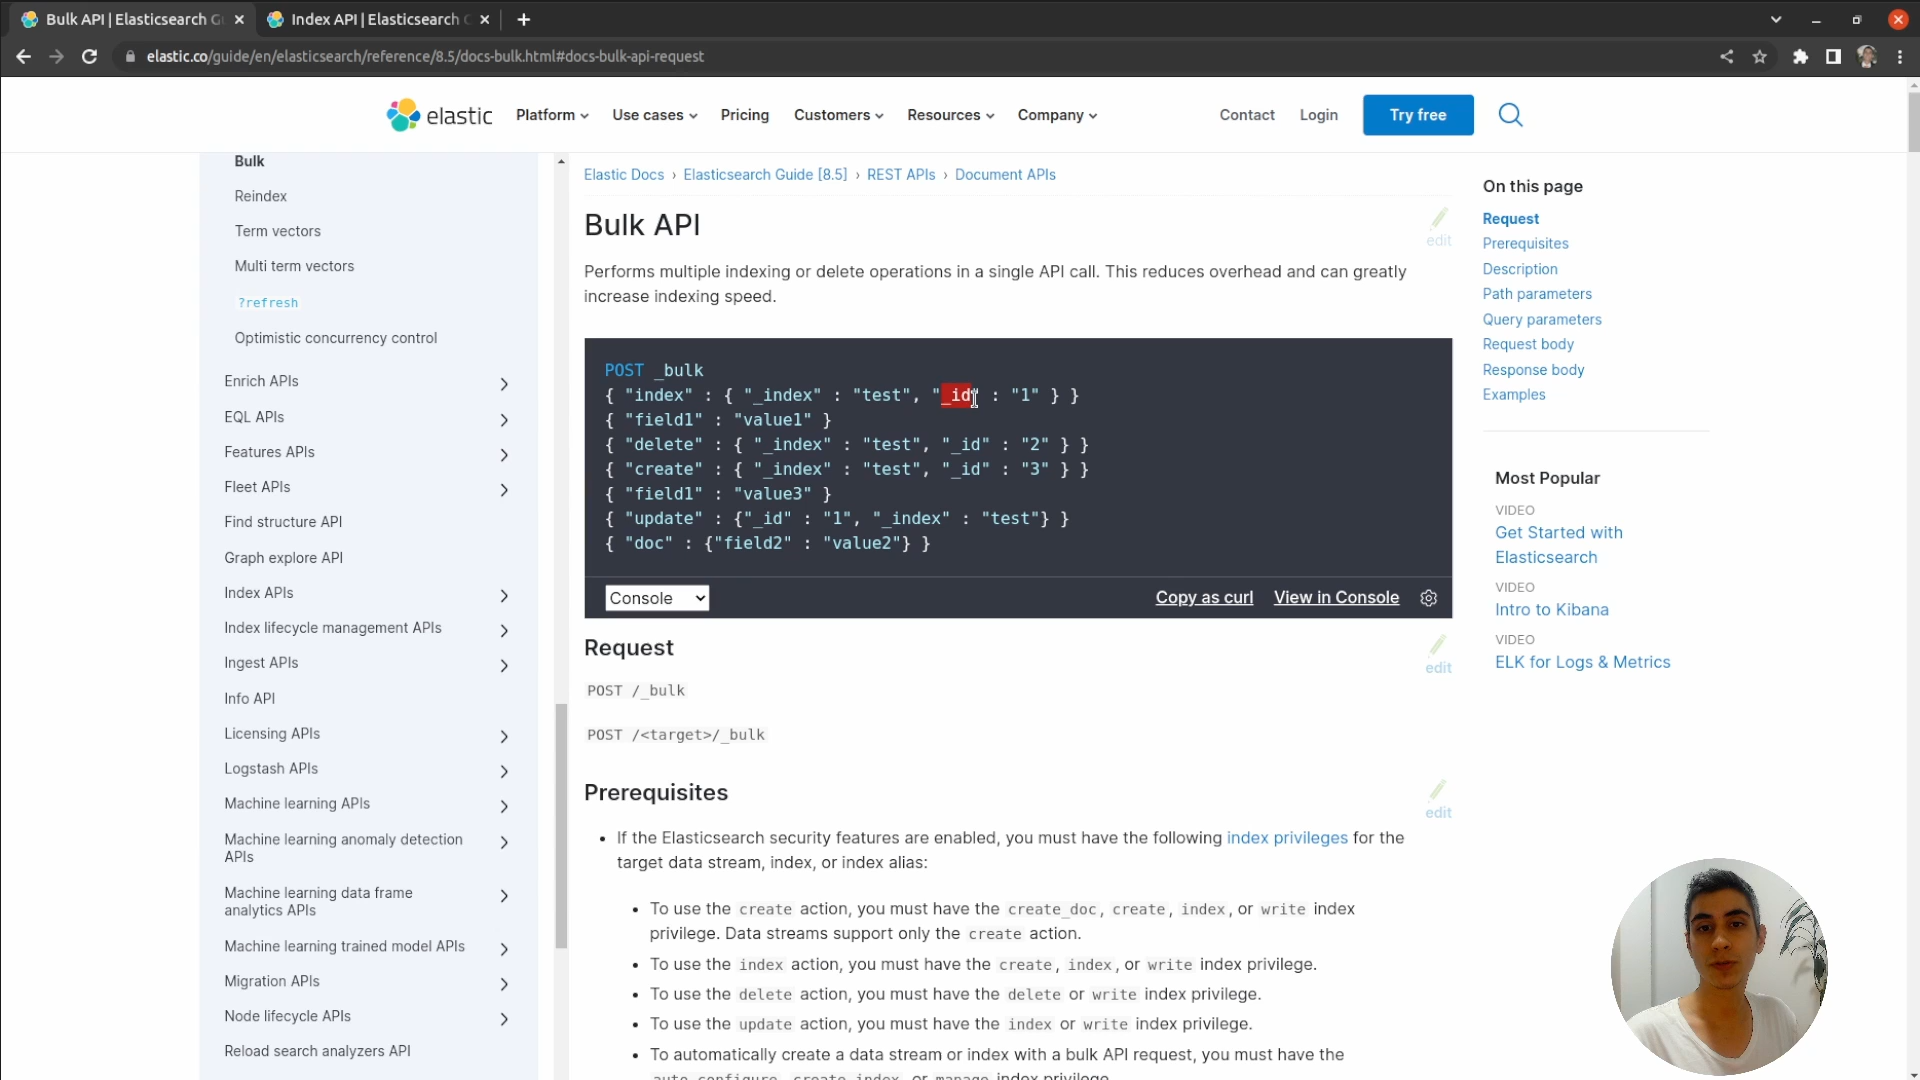 Bulk API | Elasticsearch G
Index API | Elasticsearch
elastic.co/guide/en/elasticsearch/reference/8.5/docs-bulk.html#docs-bulk-api-request
elastic
Platform
Use cases
Pricing
Customers
Resources
Company
Contact
Login
Try free
Bulk
Reindex
Term vectors
Multi term vectors
?refresh
Optimistic concurrency control
Enrich APIs
EQL APIs
Features APIs
Fleet APIs
Find structure API
Graph explore API
Index APIs
Index lifecycle management APIs
Ingest APIs
Info API
Licensing APIs
Logstash APIs
Machine learning APIs
Machine learning anomaly detection
APIs
Machine learning data frame
analytics APIs
Machine learning trained model APIs
Migration APIs
Node lifecycle APIs
Reload search analyzers API
Elastic Docs › Elasticsearch Guide [8.5] › REST APIs › Document APIs
Bulk API
edit
Performs multiple indexing or delete operations in a single API call. This reduces overhead and can greatly
increase indexing speed.
POST _bulk
{ "index" : { "_index" : "test", "_id" : "1" } }
{ "field1" : "value1" }
{ "delete" : { "_index" : "test", "_id" : "2" } }
{ "create" : { "_index" : "test", "_id" : "3" } }
{ "field1" : "value3" }
{ "update" : {"_id" : "1", "_index" : "test"} }
{ "doc" : {"field2" : "value2"} }
Console
Copy as curl
View in Console
Request
edit
POST /_bulk
POST /<target>/_bulk
Prerequisites
edit
• If the Elasticsearch security features are enabled, you must have the following index privileges for the
target data stream, index, or index alias:
• To use the create action, you must have the create_doc, create, index, or write index
privilege. Data streams support only the create action.
• To use the index action, you must have the create, index, or write index privilege.
• To use the delete action, you must have the delete or write index privilege.
• To use the update action, you must have the index or write index privilege.
• To automatically create a data stream or index with a bulk API request, you must have the
auto_configure, create_index, or manage index privilege.
On this page
Request
Prerequisites
Description
Path parameters
Query parameters
Request body
Response body
Examples
Most Popular
VIDEO
Get Started with
Elasticsearch
VIDEO
Intro to Kibana
VIDEO
ELK for Logs & Metrics